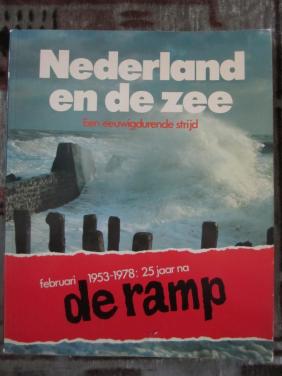 Nederland
en de zee
Een eeuwigdurende strijd
februari 1953-1978: 25 jaar na
de ramp